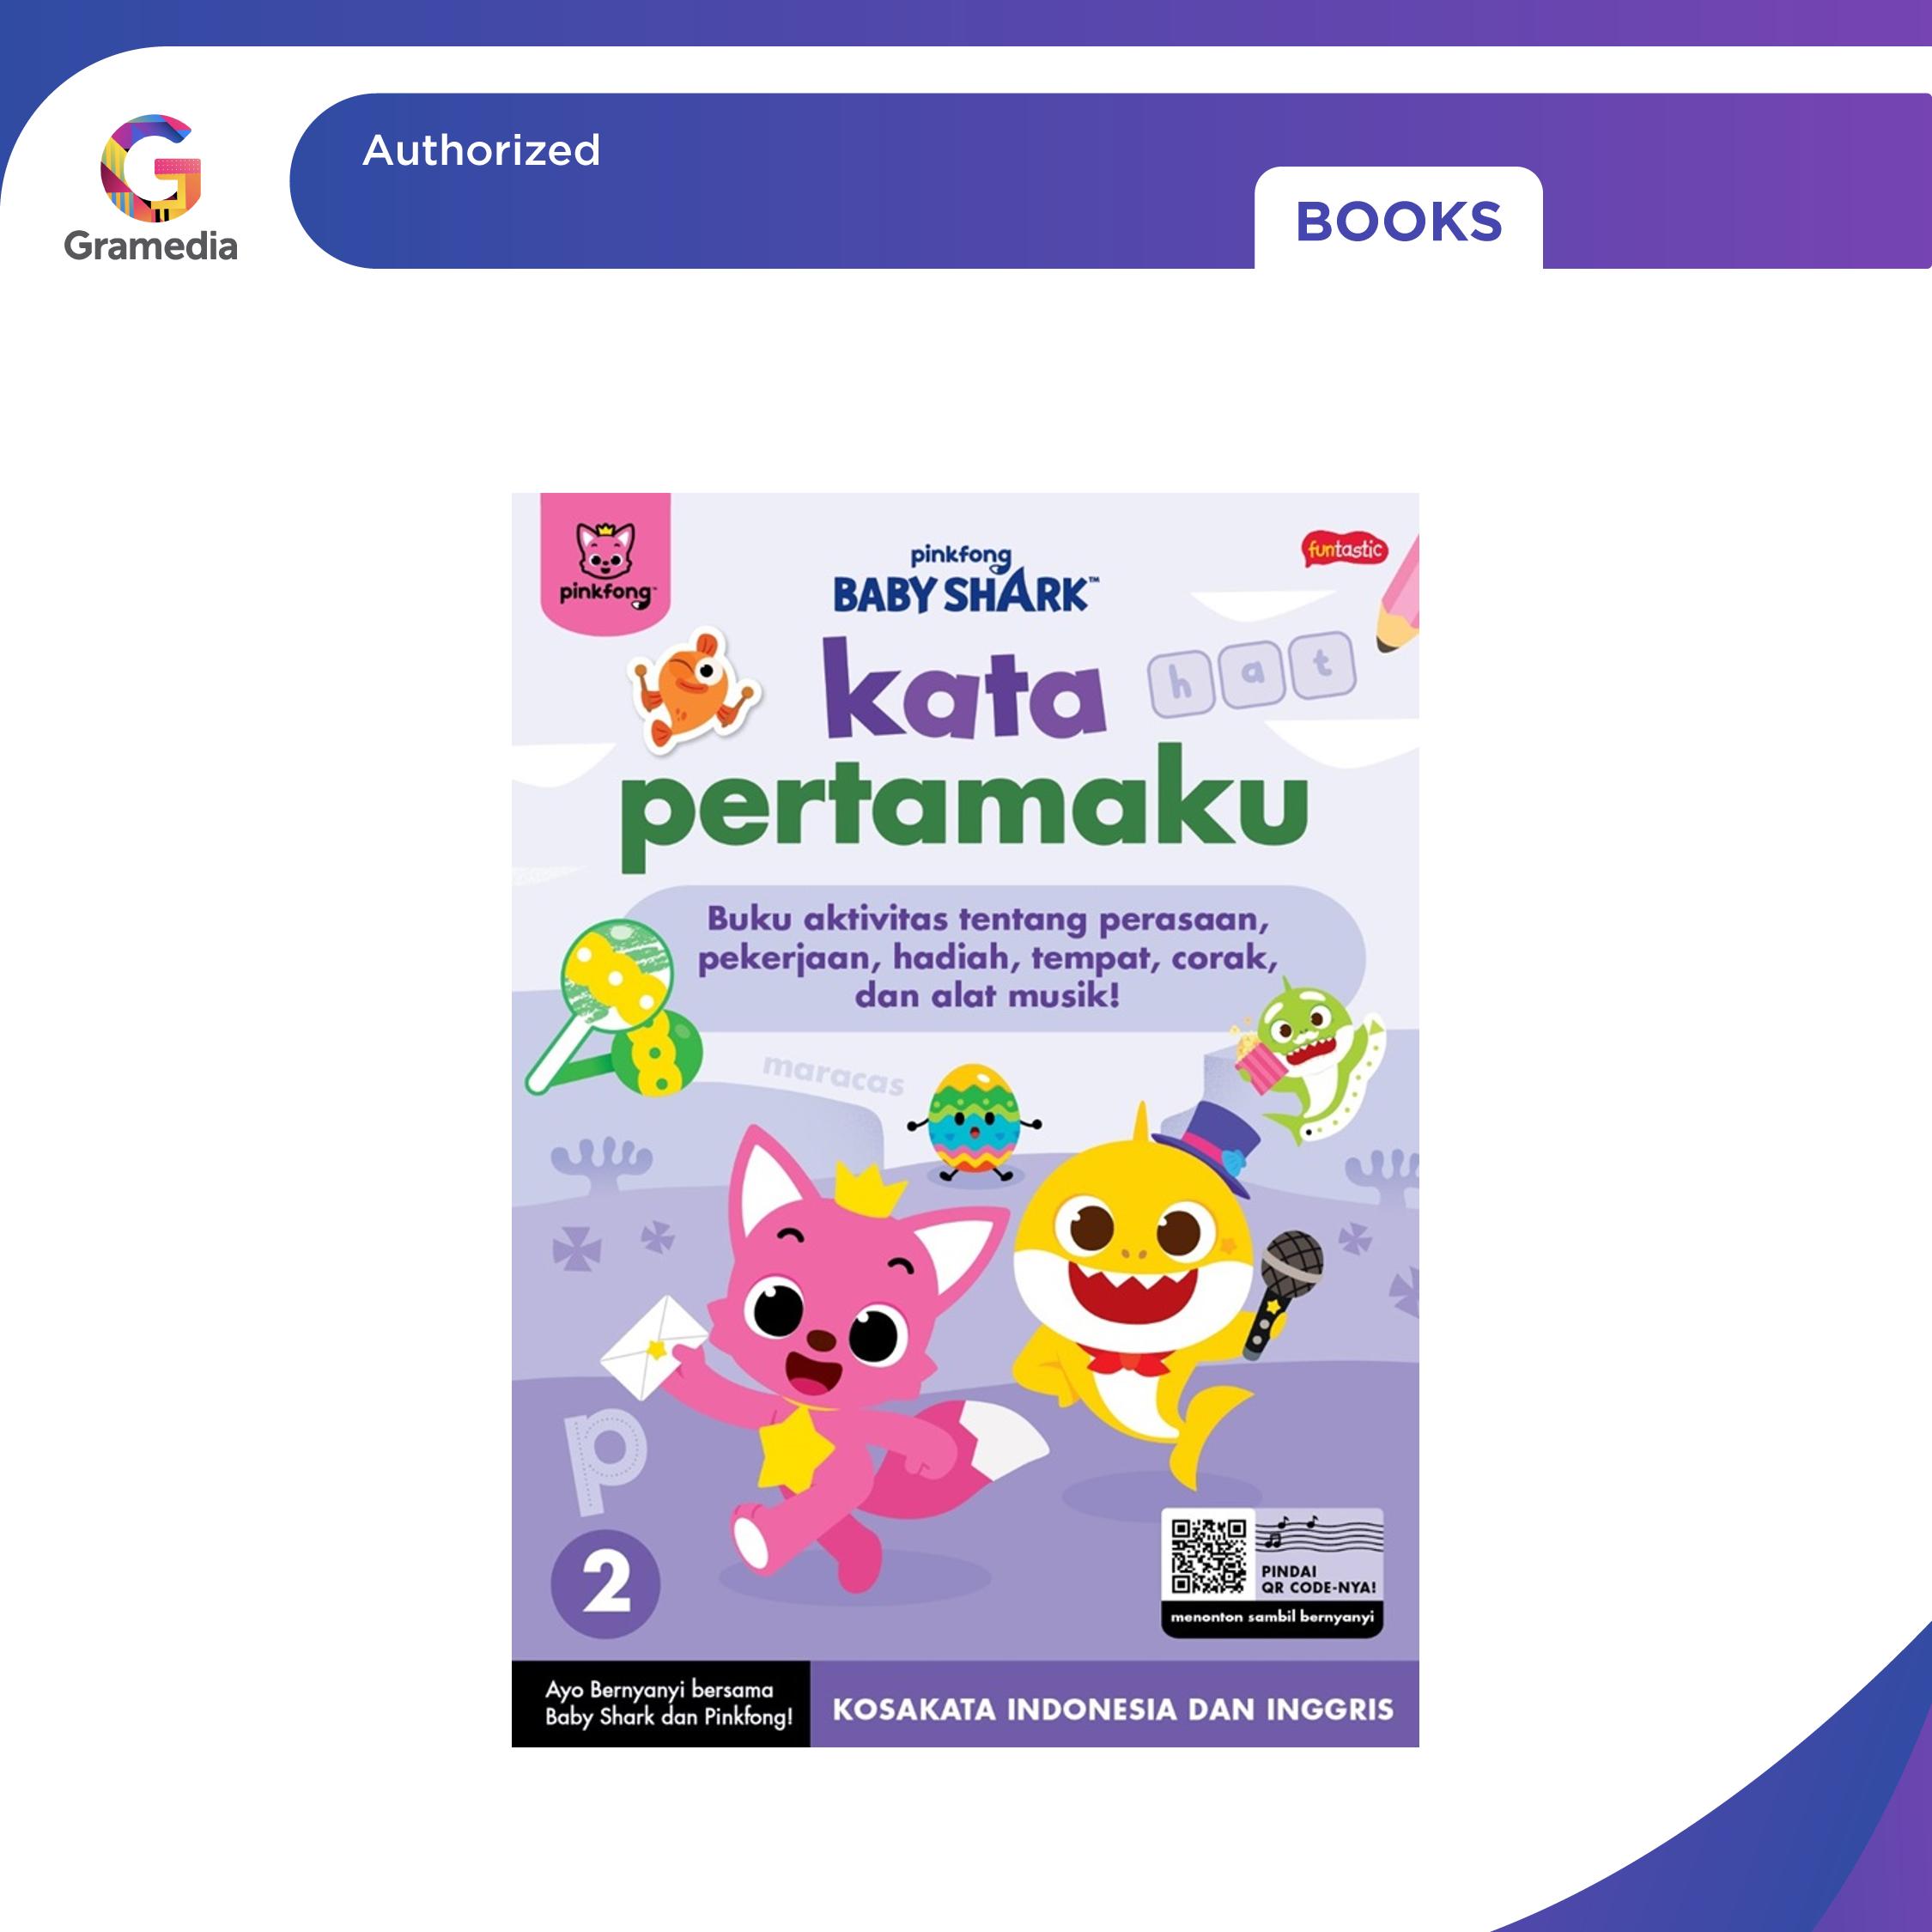 Gramedia
Authorized
BOOKS
pinkfong
pinkfong
BABY SHARK™
funtastic
kata
h a t
pertamaku
Buku aktivitas tentang perasaan,
pekerjaan, hadiah, tempat, corak,
dan alat musik!
maracas
p
2
PINDAI
QR CODE-NYA!
menonton sambil bernyanyi
Ayo Bernyanyi bersama
Baby Shark dan Pinkfong!
KOSAKATA INDONESIA DAN INGGRIS